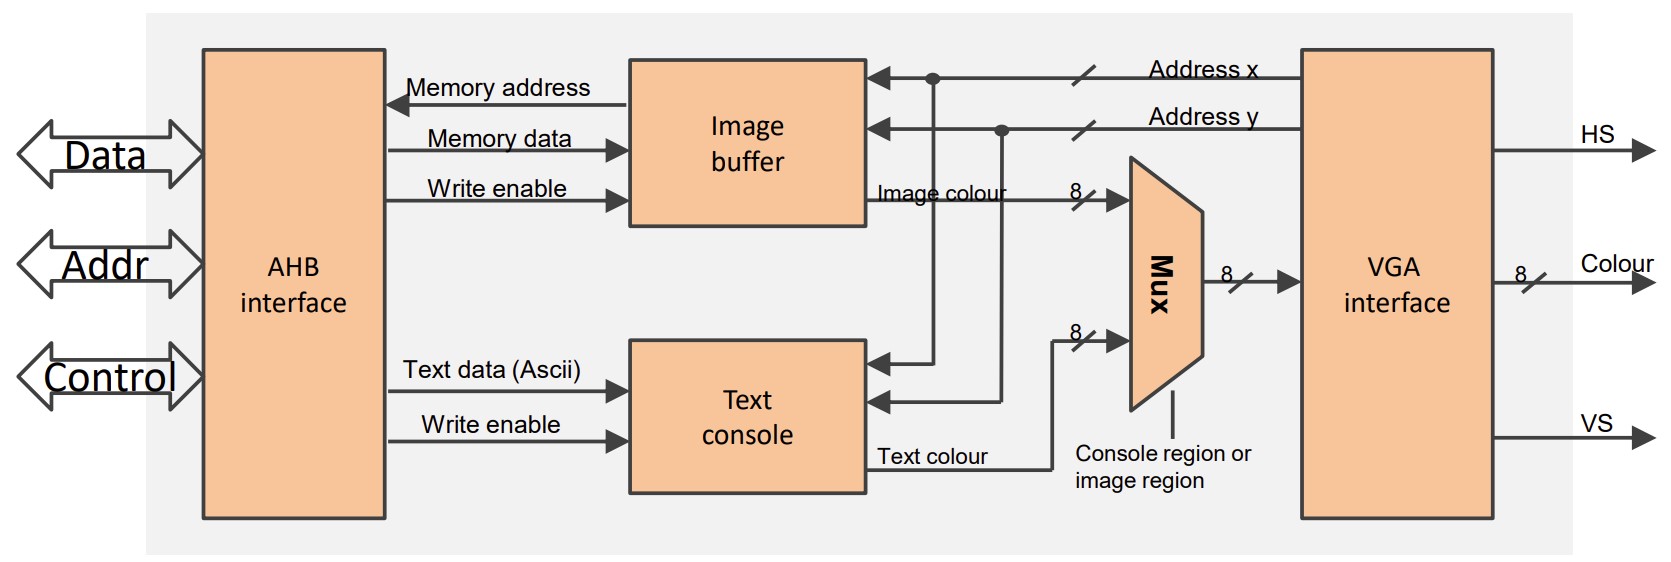 Data
Addr
Control
AHB
interface
Memory address
Memory data
Write enable
Text data (Ascii)
Write enable
Image
buffer
Text
console
Address x
Address y
Image colour
8
8
Text colour
Mux
Console region or
image region
8
VGA
interface
HS
8
Colour
VS